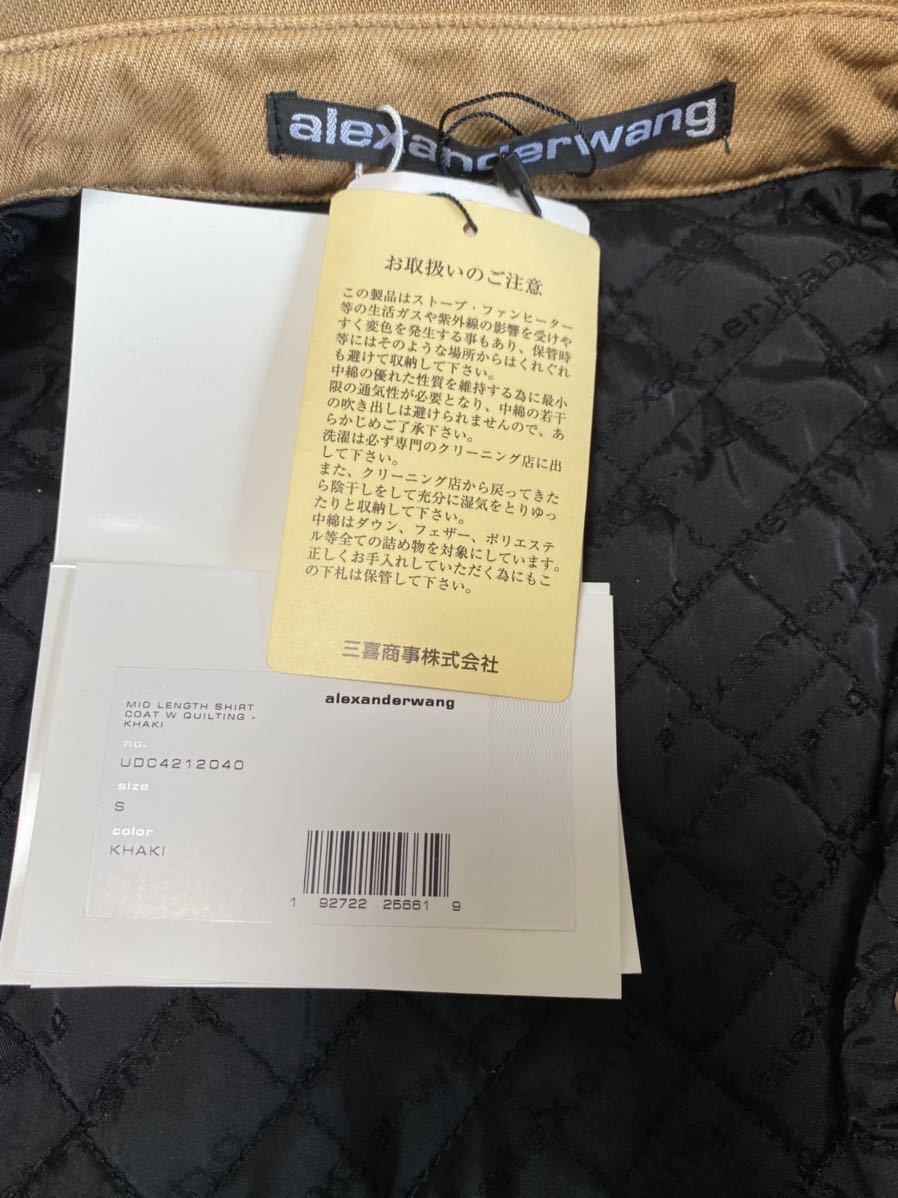 alexanderwang
お取扱いのご注意
この製品はストーブ・ファンヒーター
等の生活ガスや紫外線の影響を受けや
すく変色を発生する事もあり、保管時
等にはそのような場所からはくれぐれ
も避けて収納して下さい。
中綿の優れた性質を維持する為に最小
限の通気性が必要となり、中綿の若干
の吹き出しは避けられませんので、あ
らかじめご了承下さい。
洗濯は必ず専門のクリーニング店に出
して下さい。
また、クリーニング店から戻ってきた
ら陰干しをして充分に湿気をとりゆっ
たりと収納して下さい。
中綿はダウン、フェザー、ポリエステ
ル等全ての詰め物を対象にしています。
正しくお手入れしていただく為にもこ
の下札は保管して下さい。
三喜商事株式会社
alexanderwang
MID LENGTH SHIRT
COAT W QUILTING -
KHAKI
no.
UDC4212040
size
S
color
KHAKI
1 92722 25661 9
alexanderwang